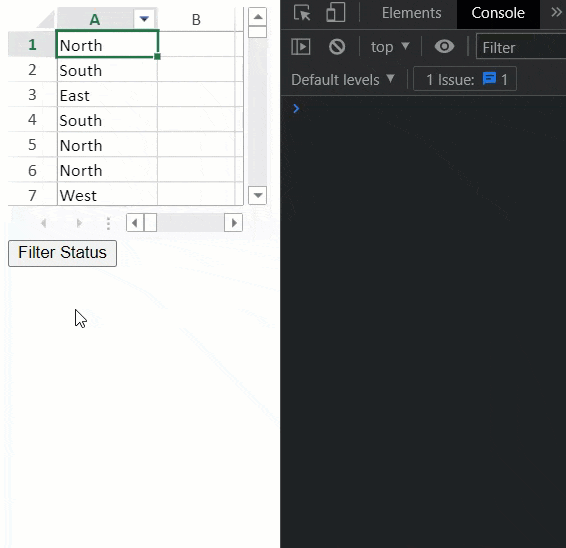 A B
1 North
2 South
3 East
4 South
5 North
6 North
7 West
Filter Status
Elements Console »
top ▼ Filter
Default levels ▼ 1 Issue: 1
›